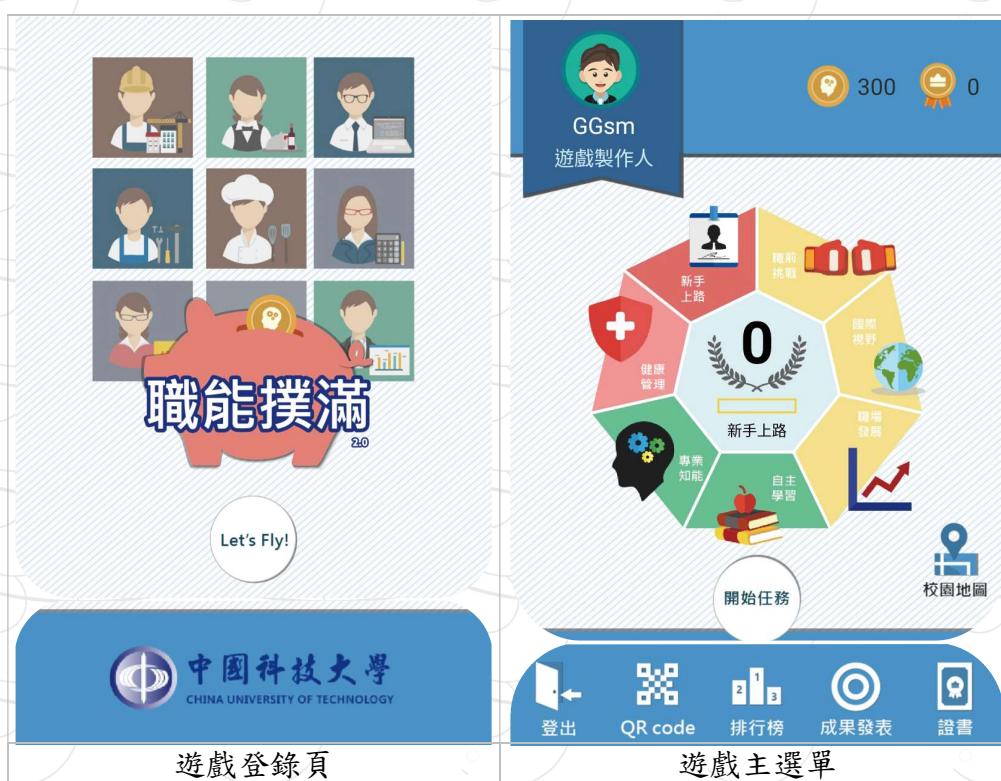 職能撲滿
2.0
Let's Fly!
中國科技大學
CHINA UNIVERSITY OF TECHNOLOGY
遊戲登錄頁
GGsm
遊戲製作人
300
0
新手
上路
職前
挑戰
國際
視野
職場
發展
自主
學習
專業
知能
健康
管理
0
新手上路
開始任務
校園地圖
登出
QR code
1
2
3
排行榜
成果發表
證書
遊戲主選單